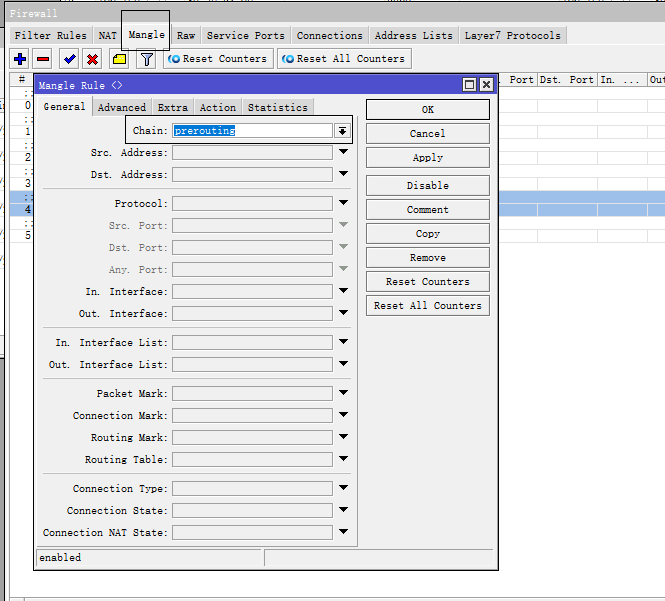 Firewall
Filter Rules NAT Mangle Raw Service Ports Connections Address Lists Layer7 Protocols
Reset Counters Reset All Counters
# Port Dst. Port In. ... Out
Mangle Rule <>
General Advanced Extra Action Statistics
Chain: prerouting
Src. Address:
Dst. Address:
Protocol:
Src. Port:
Dst. Port:
Any. Port:
In. Interface:
Out. Interface:
In. Interface List:
Out. Interface List:
Packet Mark:
Connection Mark:
Routing Mark:
Routing Table:
Connection Type:
Connection State:
Connection NAT State:
enabled
OK
Cancel
Apply
Disable
Comment
Copy
Remove
Reset Counters
Reset All Counters
::
0
::
1
::
2
::
3
::
4
::
5